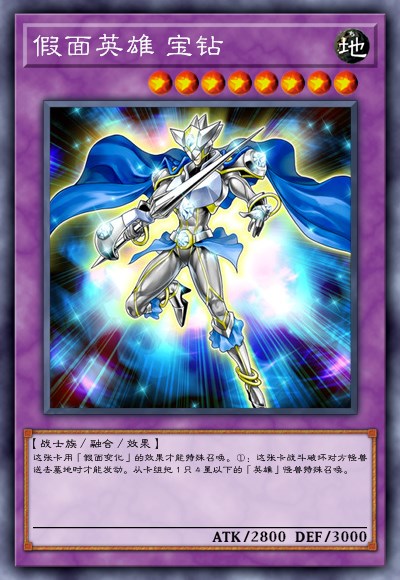 假面英雄 宝钻
地
【战士族／融合／效果】
这张卡用「假面变化」的效果才能特殊召唤。①：这张卡战斗破坏对方怪兽
送去墓地时才能发动。从卡组把1只4星以下的「英雄」怪兽特殊召唤。
ATK/2800 DEF/3000